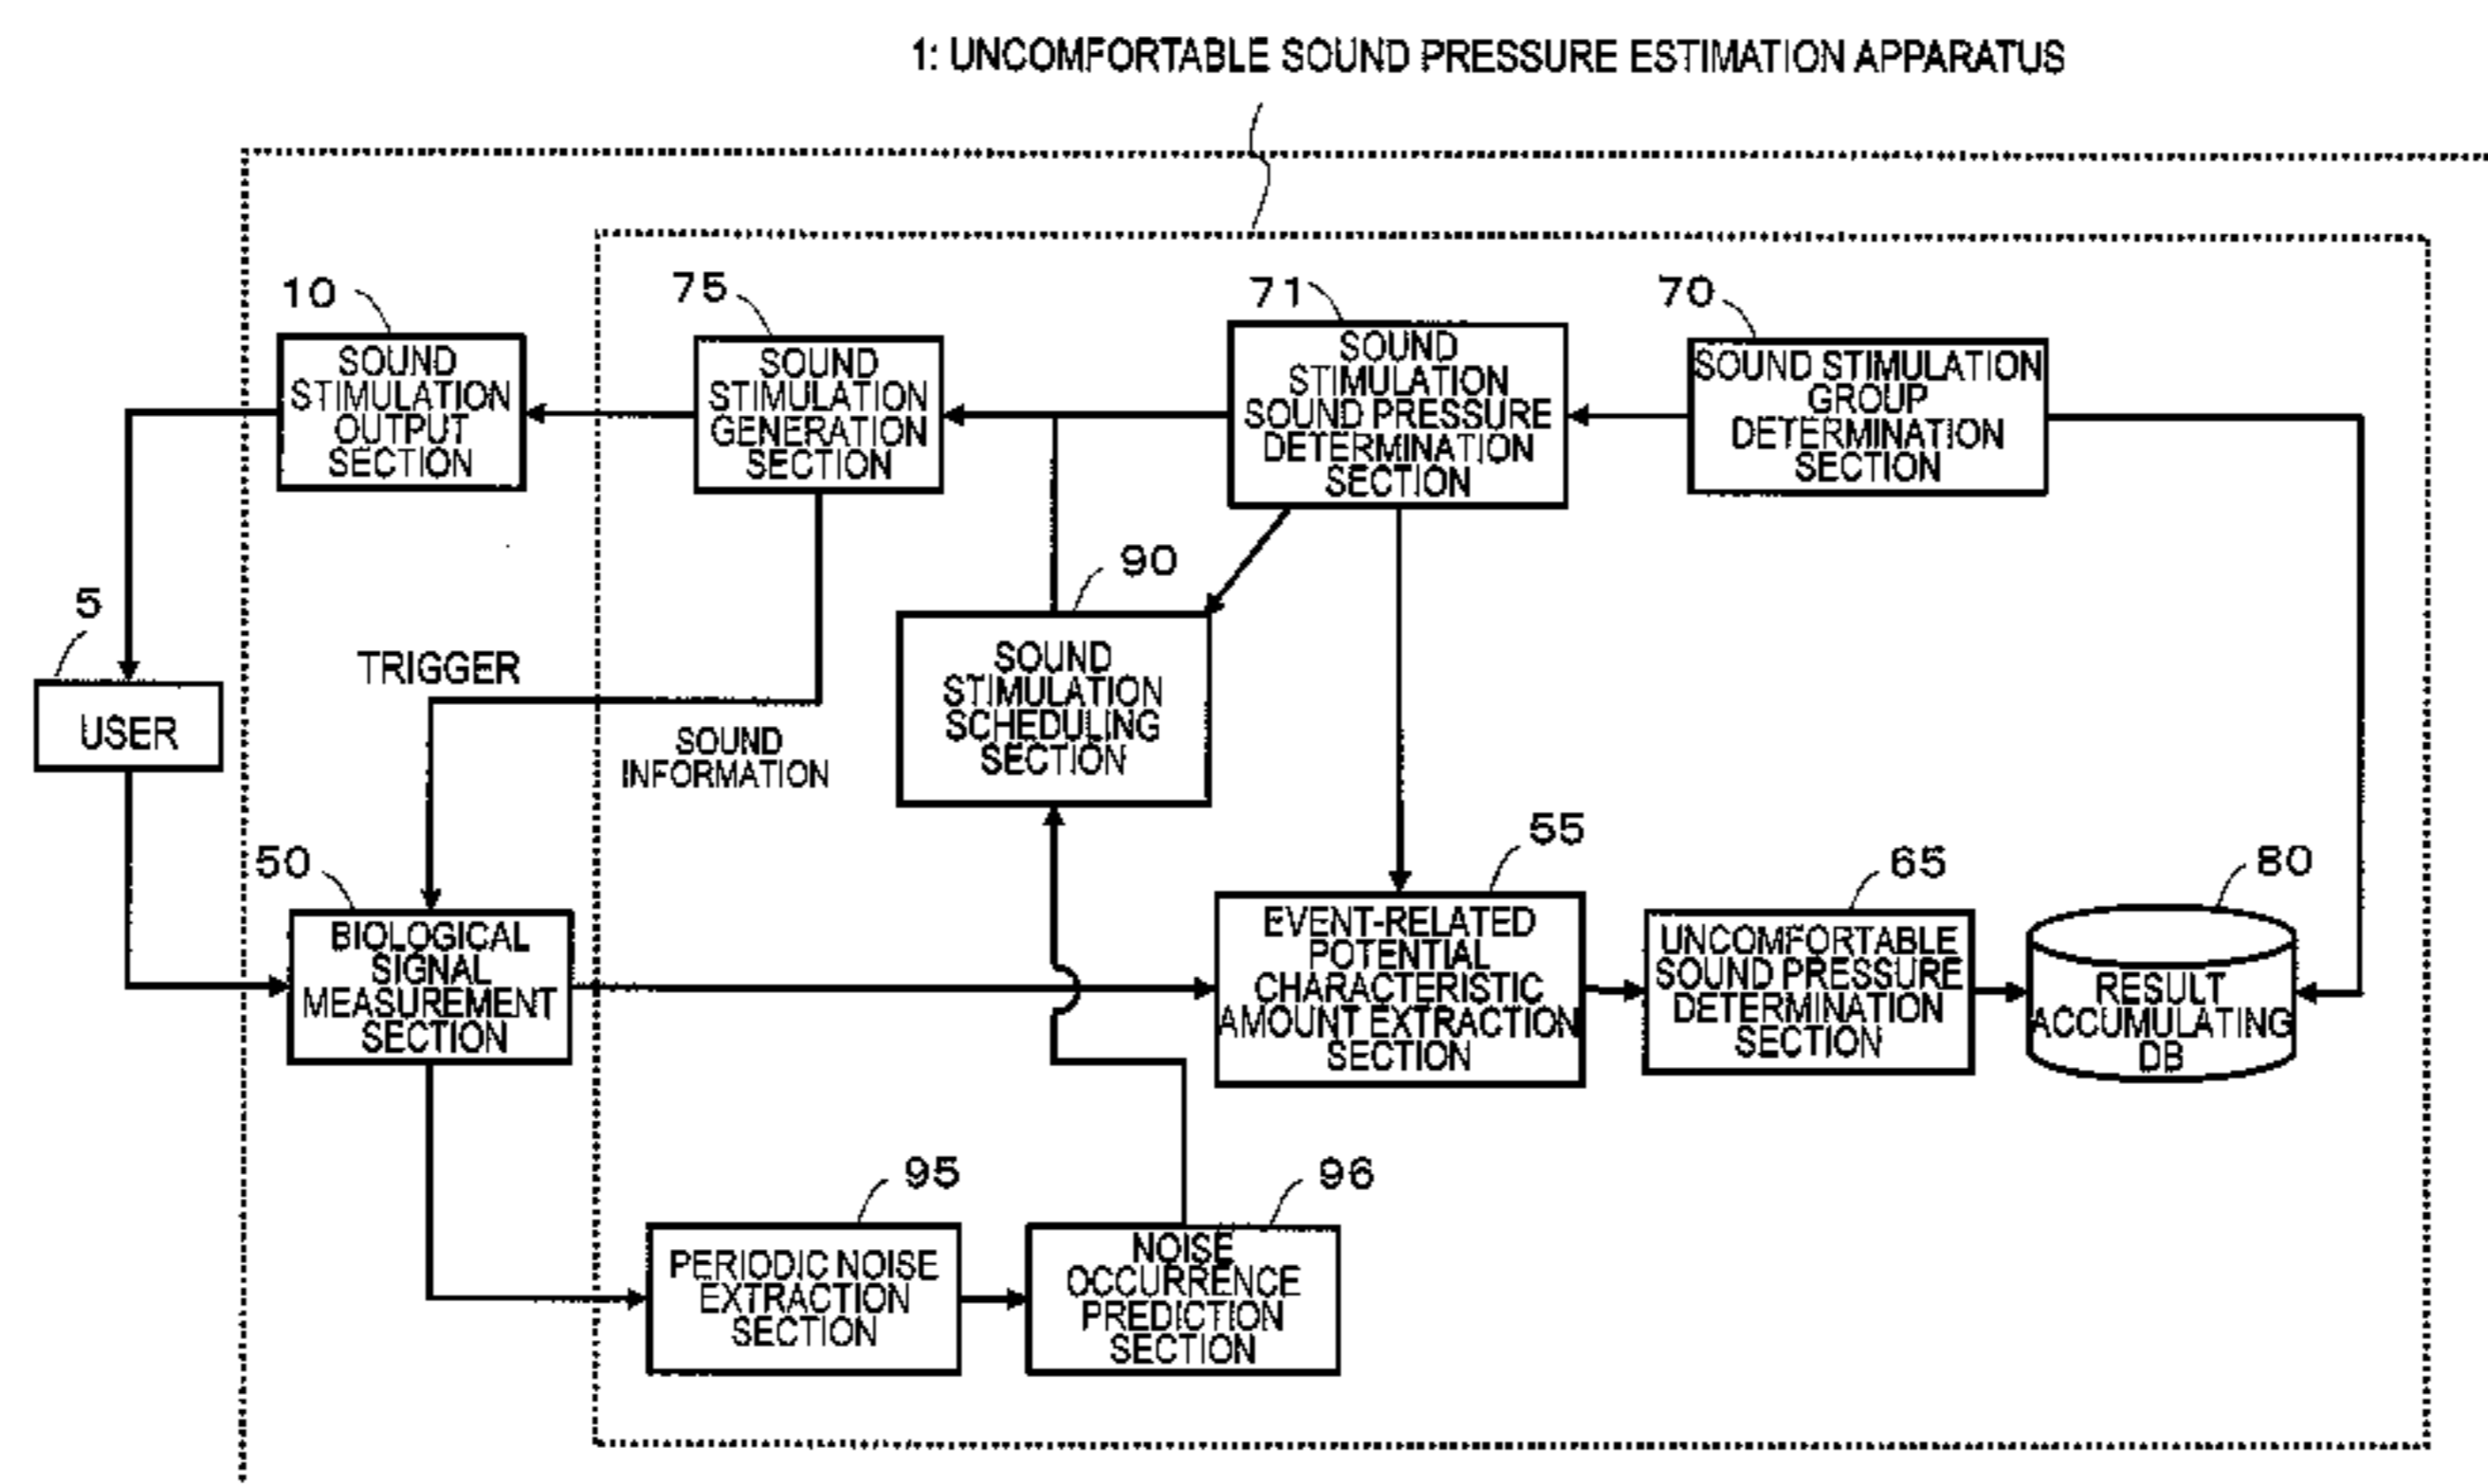 1: UNCOMFORTABLE SOUND PRESSURE ESTIMATION APPARATUS
10
SOUND
STIMULATION
OUTPUT
SECTION
75
SOUND
STIMULATION
GENERATION
SECTION
71
SOUND
STIMULATION
SOUND PRESSURE
DETERMINATION
SECTION
70
SOUND STIMULATION
GROUP
DETERMINATION
SECTION
5
USER
TRIGGER
SOUND
INFORMATION
90
SOUND
STIMULATION
SCHEDULING
SECTION
50
BIOLOGICAL
SIGNAL
MEASUREMENT
SECTION
55
EVENT-RELATED
POTENTIAL
CHARACTERISTIC
AMOUNT EXTRACTION
SECTION
65
UNCOMFORTABLE
SOUND PRESSURE
DETERMINATION
SECTION
80
RESULT
ACCUMULATING
DB
95
PERIODIC NOISE
EXTRACTION
SECTION
96
NOISE
OCCURRENCE
PREDICTION
SECTION